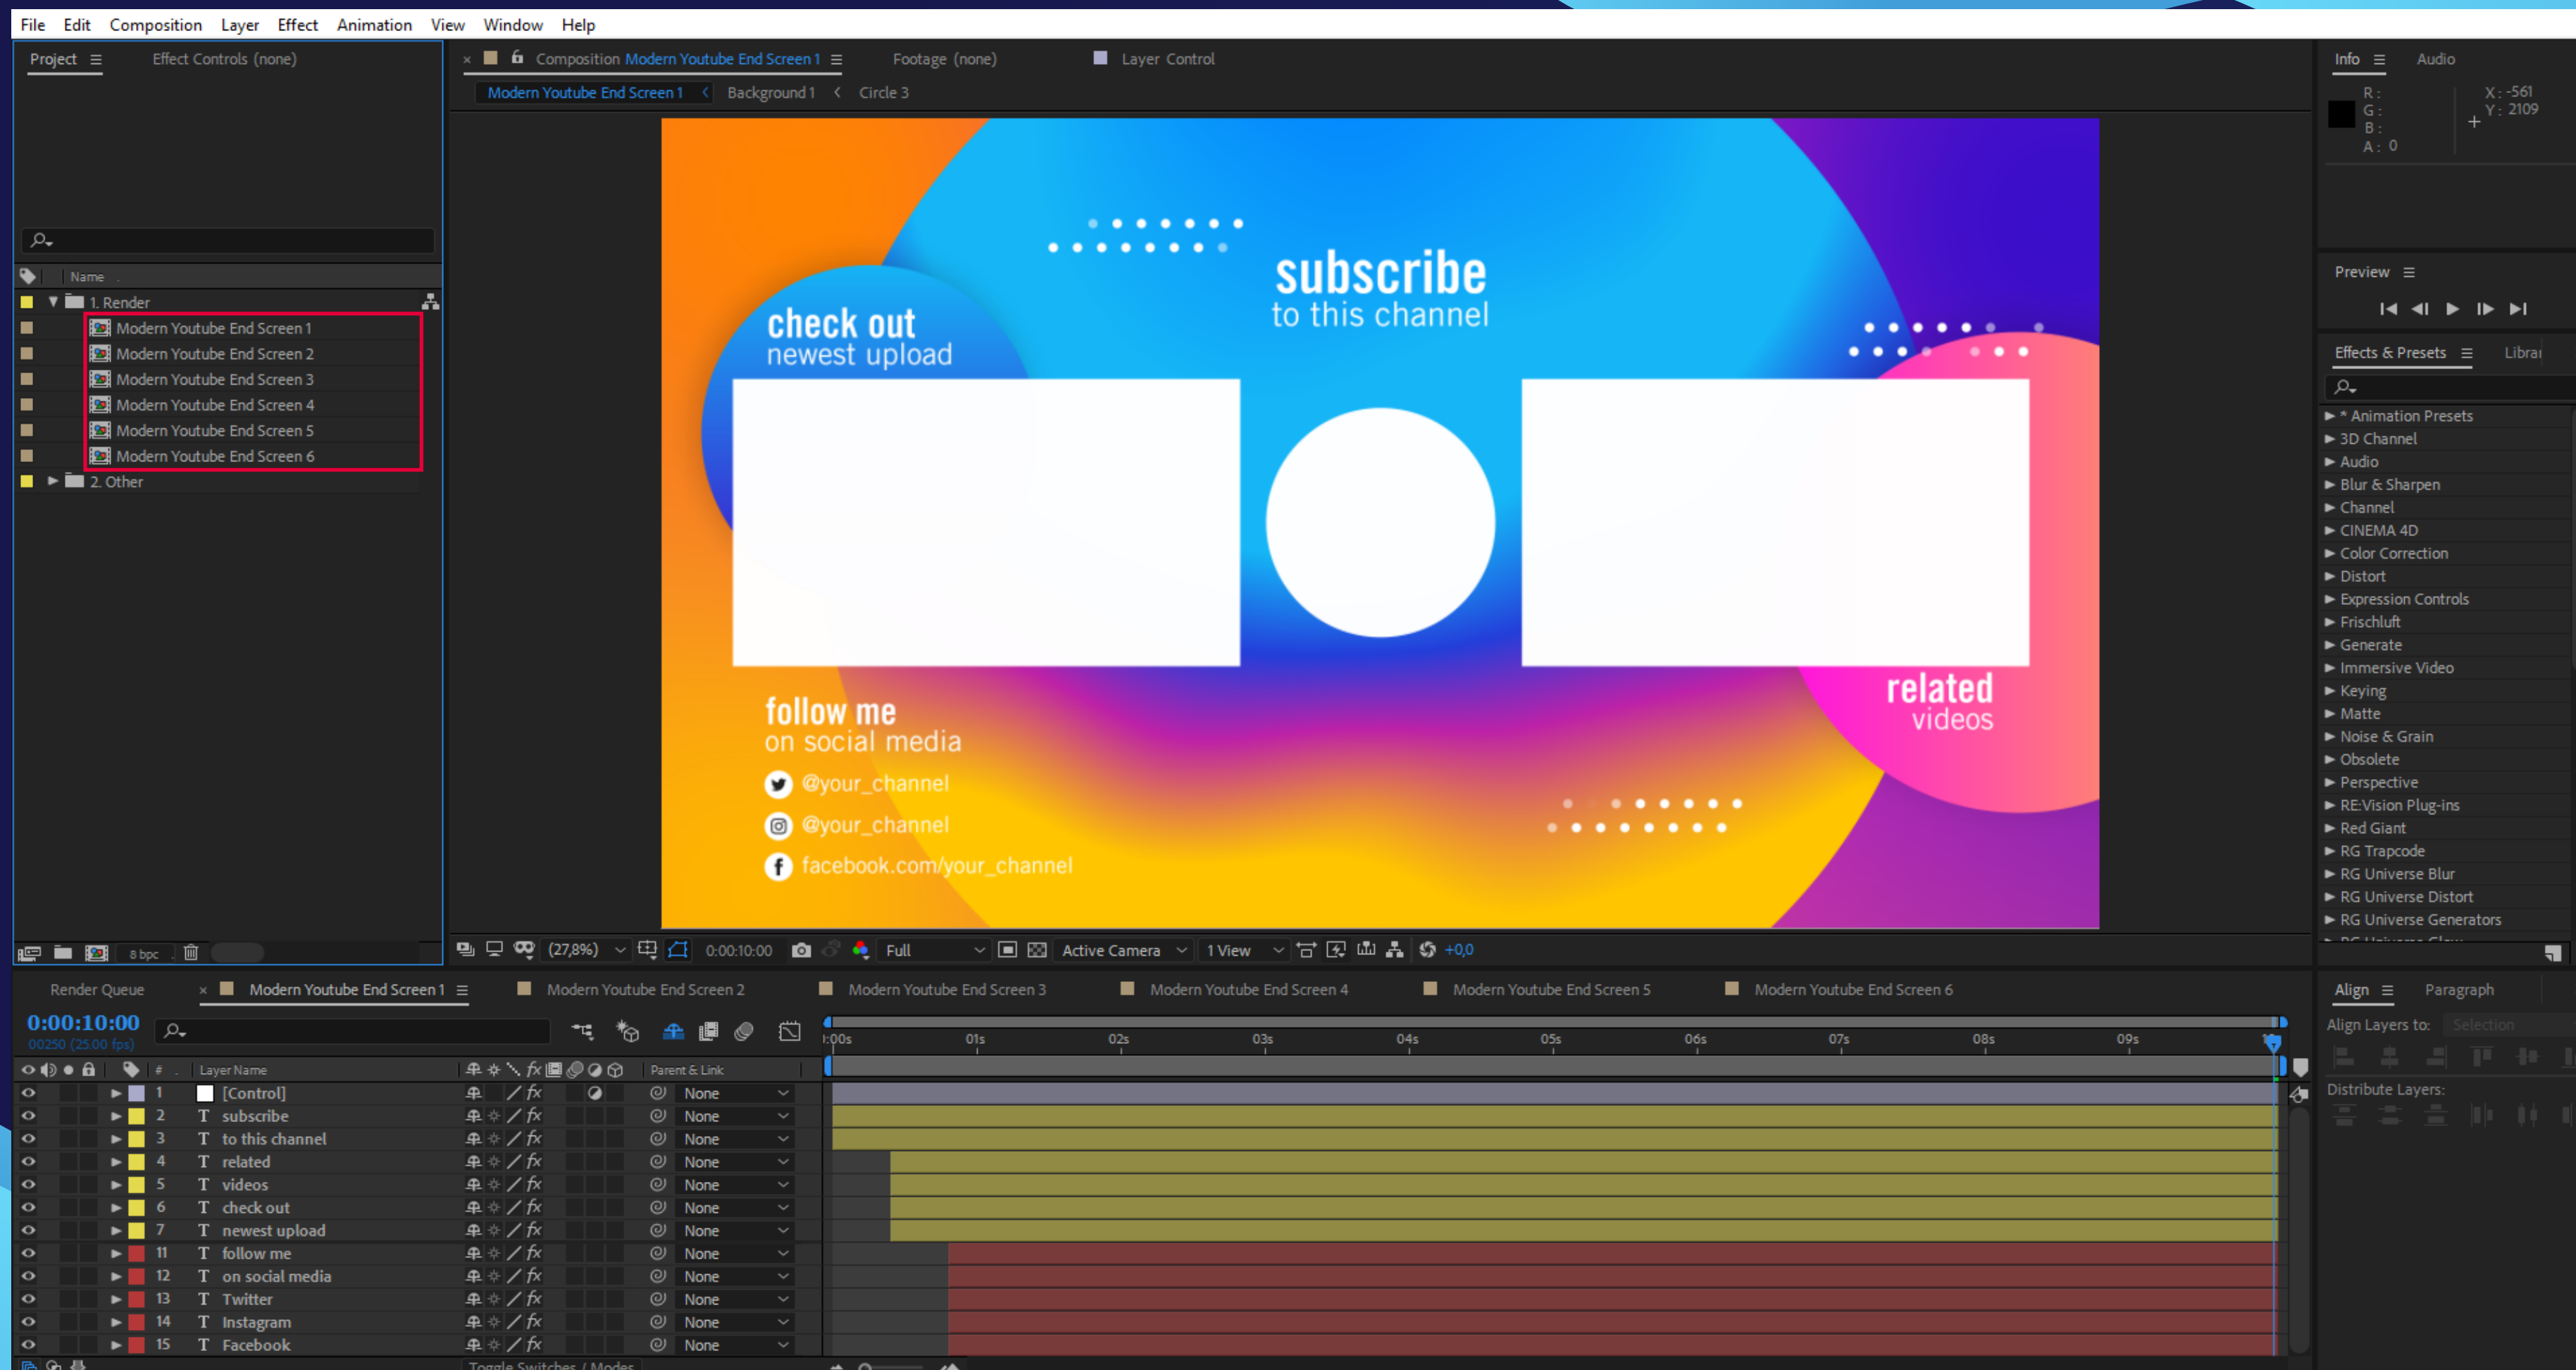 File Edit Composition Layer Effect Animation View Window Help
Project Effect Controls (none)
Composition Modern Youtube End Screen 1 Footage (none) Layer Control
Modern Youtube End Screen 1 Background 1 Circle 3
Info Audio
R:
G:
B:
A: 0
X: -561
Y: 2109
Name
1. Render
Modern Youtube End Screen 1
Modern Youtube End Screen 2
Modern Youtube End Screen 3
Modern Youtube End Screen 4
Modern Youtube End Screen 5
Modern Youtube End Screen 6
2. Other
8 bpc
subscribe
to this channel
check out
newest upload
related
videos
follow me
on social media
@your_channel
@your_channel
facebook.com/your_channel
(27,8%) 0:00:10:00 Full Active Camera 1 View +0,0
Preview
Effects & Presets
* Animation Presets
3D Channel
Audio
Blur & Sharpen
Channel
CINEMA 4D
Color Correction
Distort
Expression Controls
Frischluft
Generate
Immersive Video
Keying
Matte
Noise & Grain
Obsolete
Perspective
RE:Vision Plug-ins
Red Giant
RG Trapcode
RG Universe Blur
RG Universe Distort
RG Universe Generators
Render Queue Modern Youtube End Screen 1 Modern Youtube End Screen 2 Modern Youtube End Screen 3 Modern Youtube End Screen 4 Modern Youtube End Screen 5 Modern Youtube End Screen 6
0:00:10:00
00250 (25.00 fps)
:00s 01s 02s 03s 04s 05s 06s 07s 08s 09s
# Layer Name Parent & Link
1 [Control] None
2 T subscribe None
3 T to this channel None
4 T related None
5 T videos None
6 T check out None
7 T newest upload None
11 T follow me None
12 T on social media None
13 T Twitter None
14 T Instagram None
15 T Facebook None
Toggle Switches / Modes
Align Paragraph
Align Layers to: Selection
Distribute Layers: